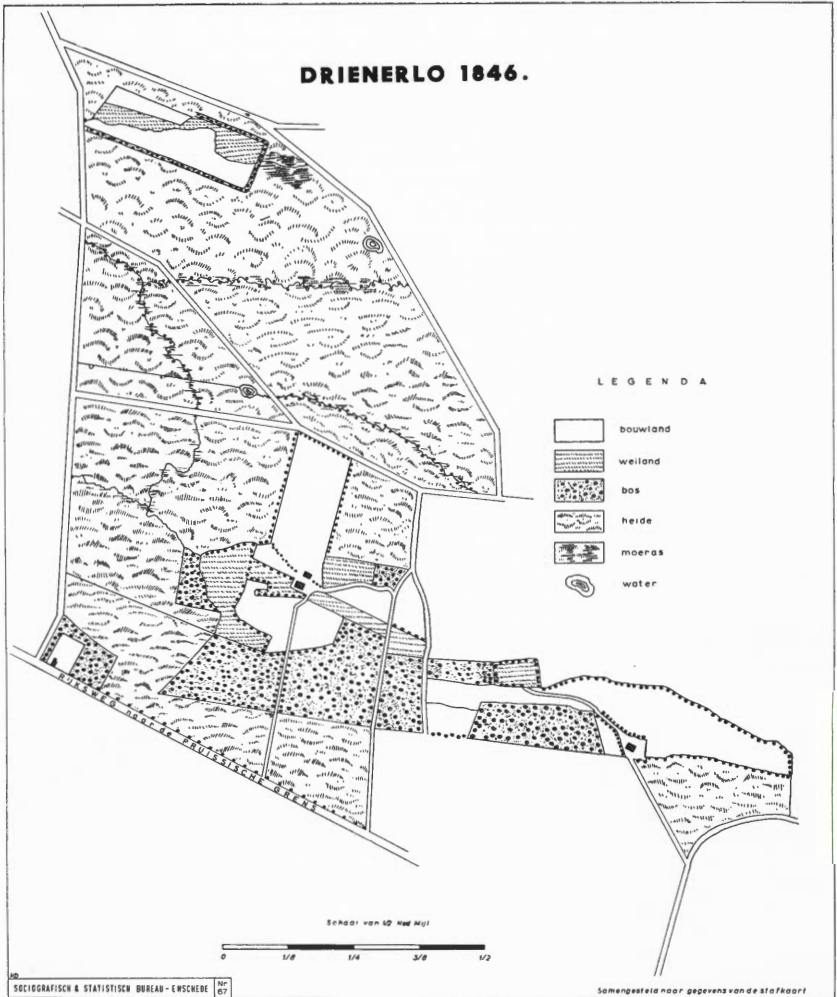 DRIENERLO 1846.
LEGENDA
bouwland
weiland
bos
heide
moeras
water
RIJKSWEG naar de PRUISSISCHE GRENS
Schaal van 1/2 Ned Mijl
0 1/8 1/4 3/8 1/2
SOCIOGRAFISCH & STATISTISCH BUREAU - ENSCHEDE Nr 67
Samengesteld naar gegevens van de stafkaart